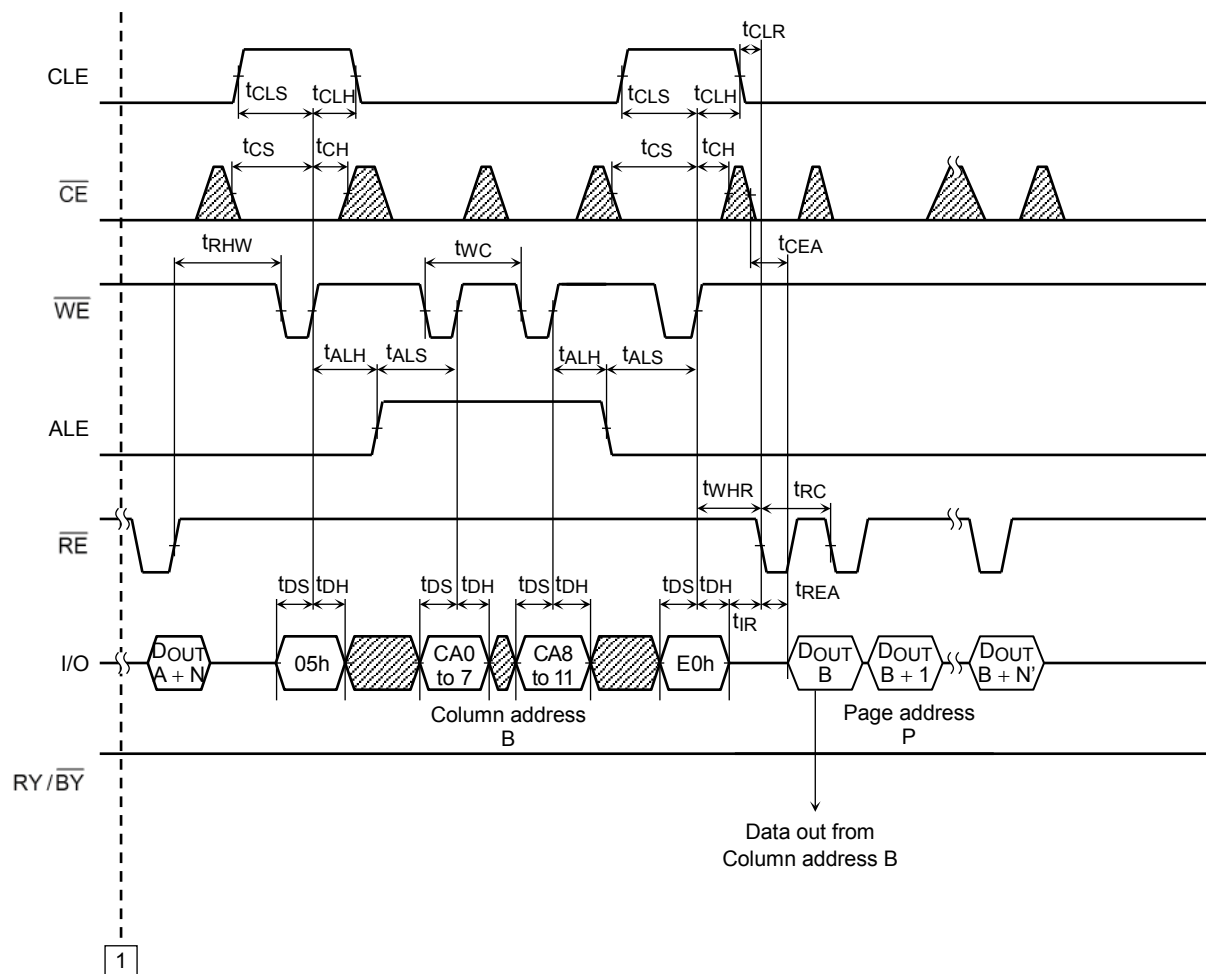 tCLR
CLE
tCLS tCLH tCLS tCLH
tCS tCH tCS tCH
CE
tRHW tWC tCEA
WE
tALH tALS tALH tALS
ALE
tWHR tRC
RE
tDS tDH tDS tDH tDS tDH tDS tDH tREA
tIR
I/O
DOUT A + N
05h
CA0 to 7
CA8 to 11
E0h
DOUT B
DOUT B + 1
DOUT B + N'
Column address
B
Page address
P
RY / BY
Data out from
Column address B
1